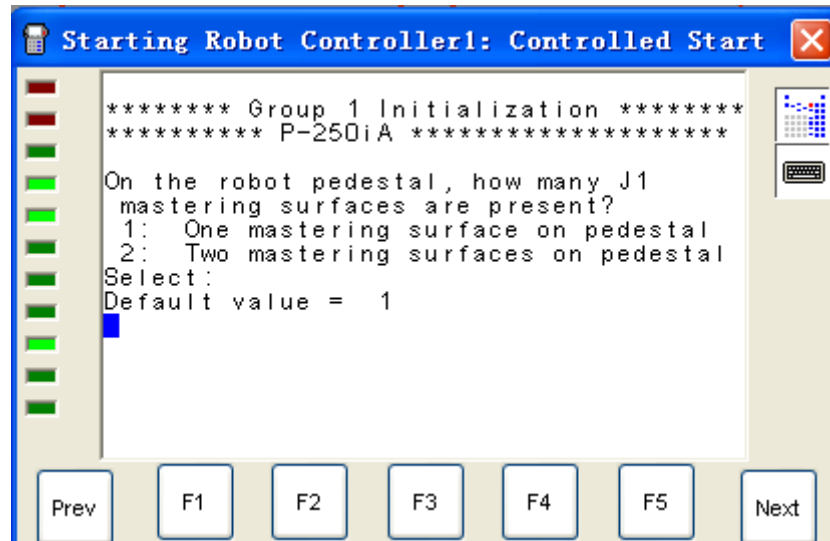 Starting Robot Controller1: Controlled Start
******** Group 1 Initialization ********
********** P-250iA ********************
On the robot pedestal, how many J1
mastering surfaces are present?
1: One mastering surface on pedestal
2: Two mastering surfaces on pedestal
Select:
Default value = 1
Prev F1 F2 F3 F4 F5 Next